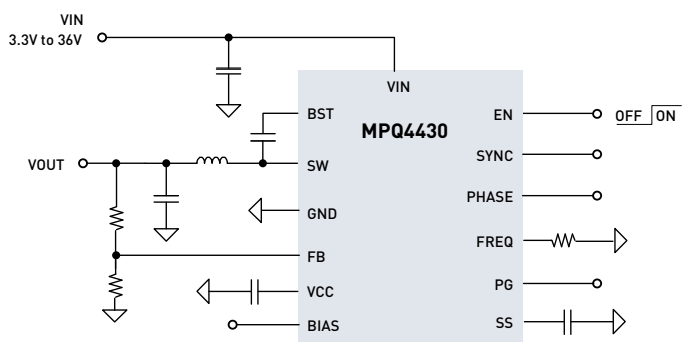 VIN
3.3V to 36V
VIN
BST
MPQ4430
EN
OFF ON
SYNC
VOUT
SW
PHASE
GND
FREQ
FB
PG
VCC
SS
BIAS